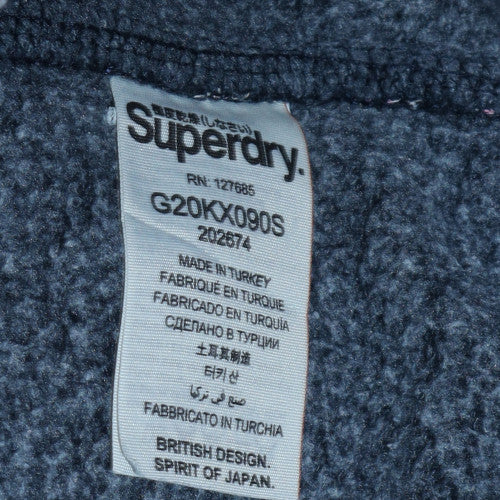 極度乾燥(しなさい)
Superdry.
RN: 127685
G20KX090S
202674
MADE IN TURKEY
FABRIQUÉ EN TURQUIE
FABRICADO EN TURQUÍA
СДЕЛАНО В ТУРЦИИ
土耳其制造
터키 산
صنع في تركيا
FABBRICATO IN TURCHIA
BRITISH DESIGN.
SPIRIT OF JAPAN.